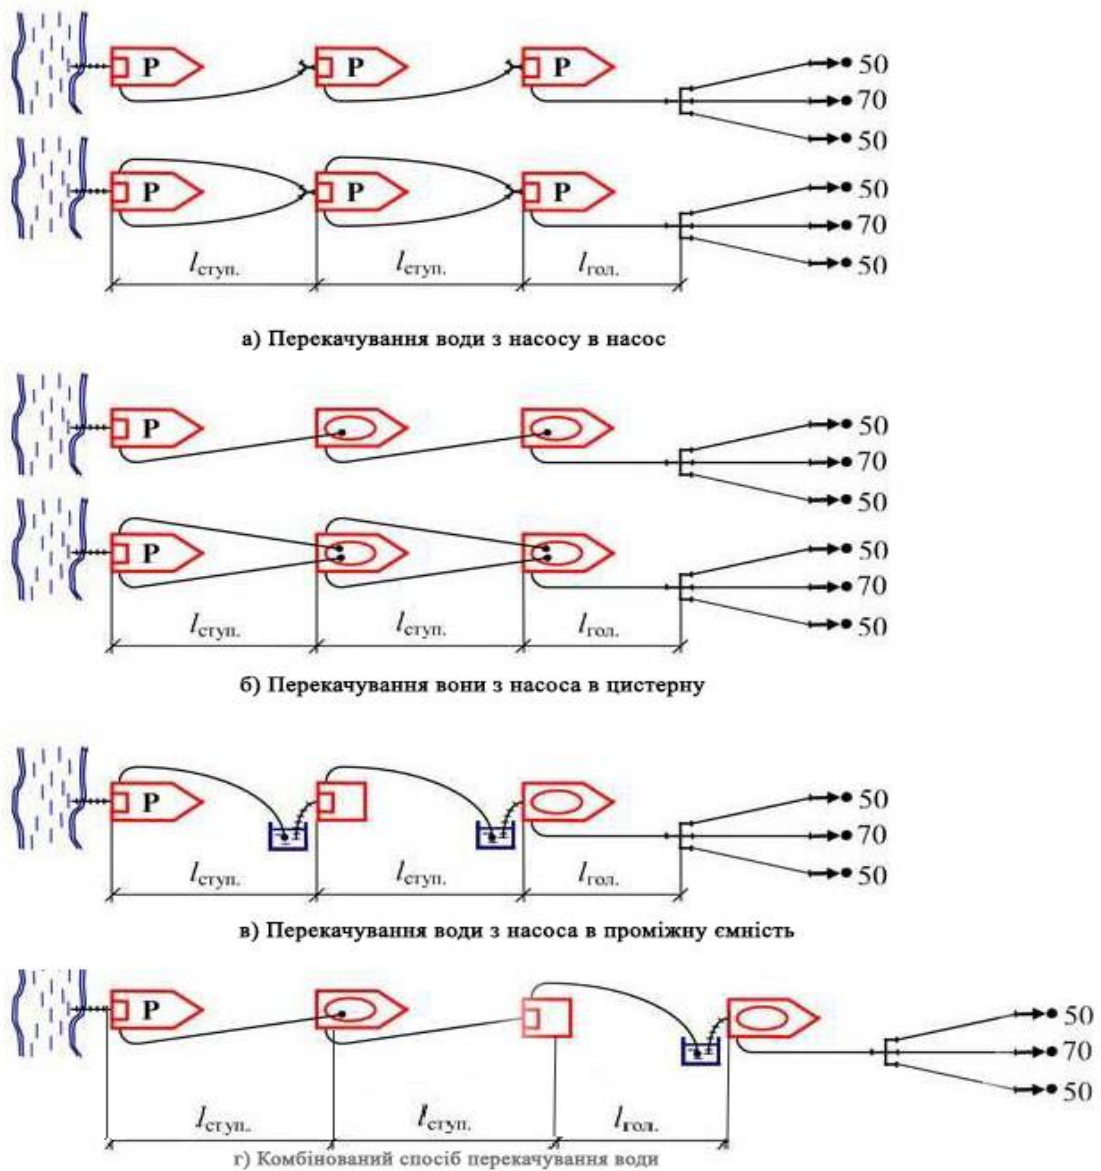 P P P 50
70
50
P P P 50
70
50
lступ. lступ. lгол.
а) Перекачування води з насосу в насос
P 50
70
50
P 50
70
50
lступ. lступ. lгол.
б) Перекачування вони з насоса в цистерну
P 50
70
50
lступ. lступ. lгол.
в) Перекачування води з насоса в проміжну ємність
P 50
70
50
lступ. lступ. lгол.
г) Комбінований спосіб перекачування води